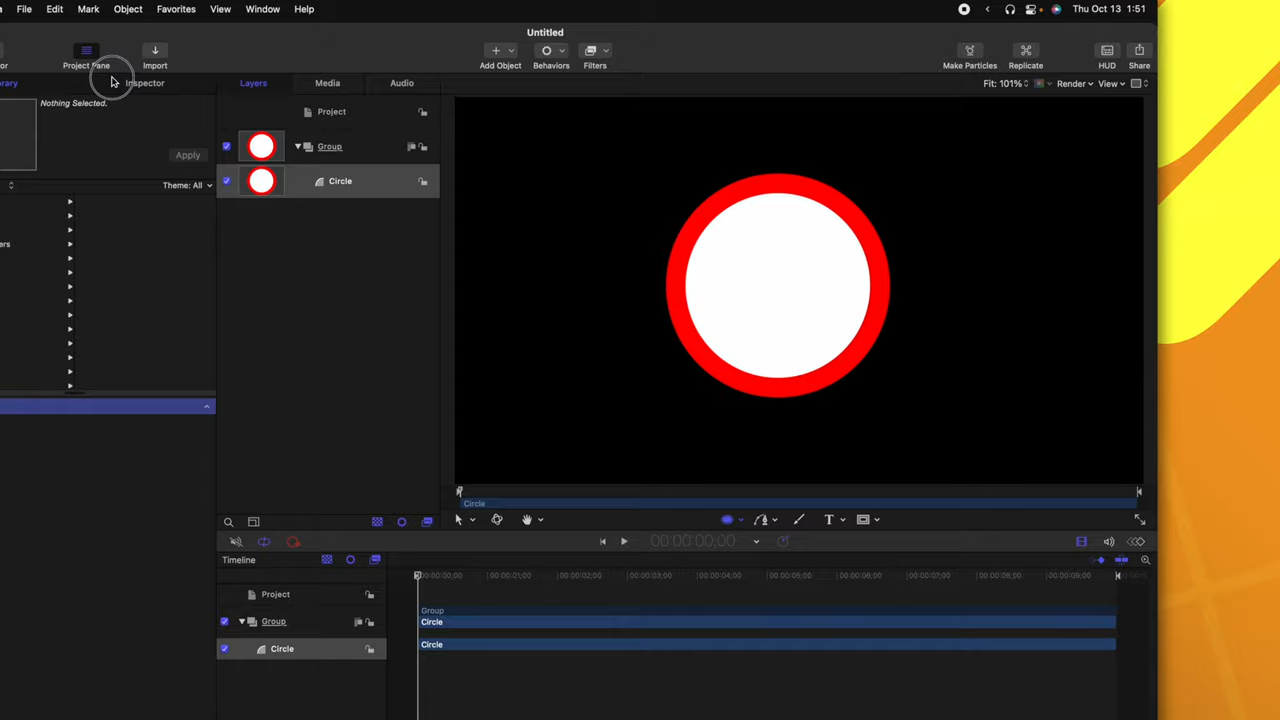 File Edit Mark Object Favorites View Window Help Thu Oct 13 1:51
Untitled
Project Pane Import Add Object Behaviors Filters Make Particles Replicate HUD Share
Inspector Layers Media Audio Fit: 101% Render View
Nothing Selected.
Project
Group
Apply
Circle
Theme: All
Circle
T
00:00:00;00
Timeline
00:00:00;00 00:00:01;00 00:00:02;00 00:00:03;00 00:00:04;00 00:00:05;00 00:00:06;00 00:00:07;00 00:00:08;00 00:00:09;00
Project
Group
Group
Circle
Circle
Circle